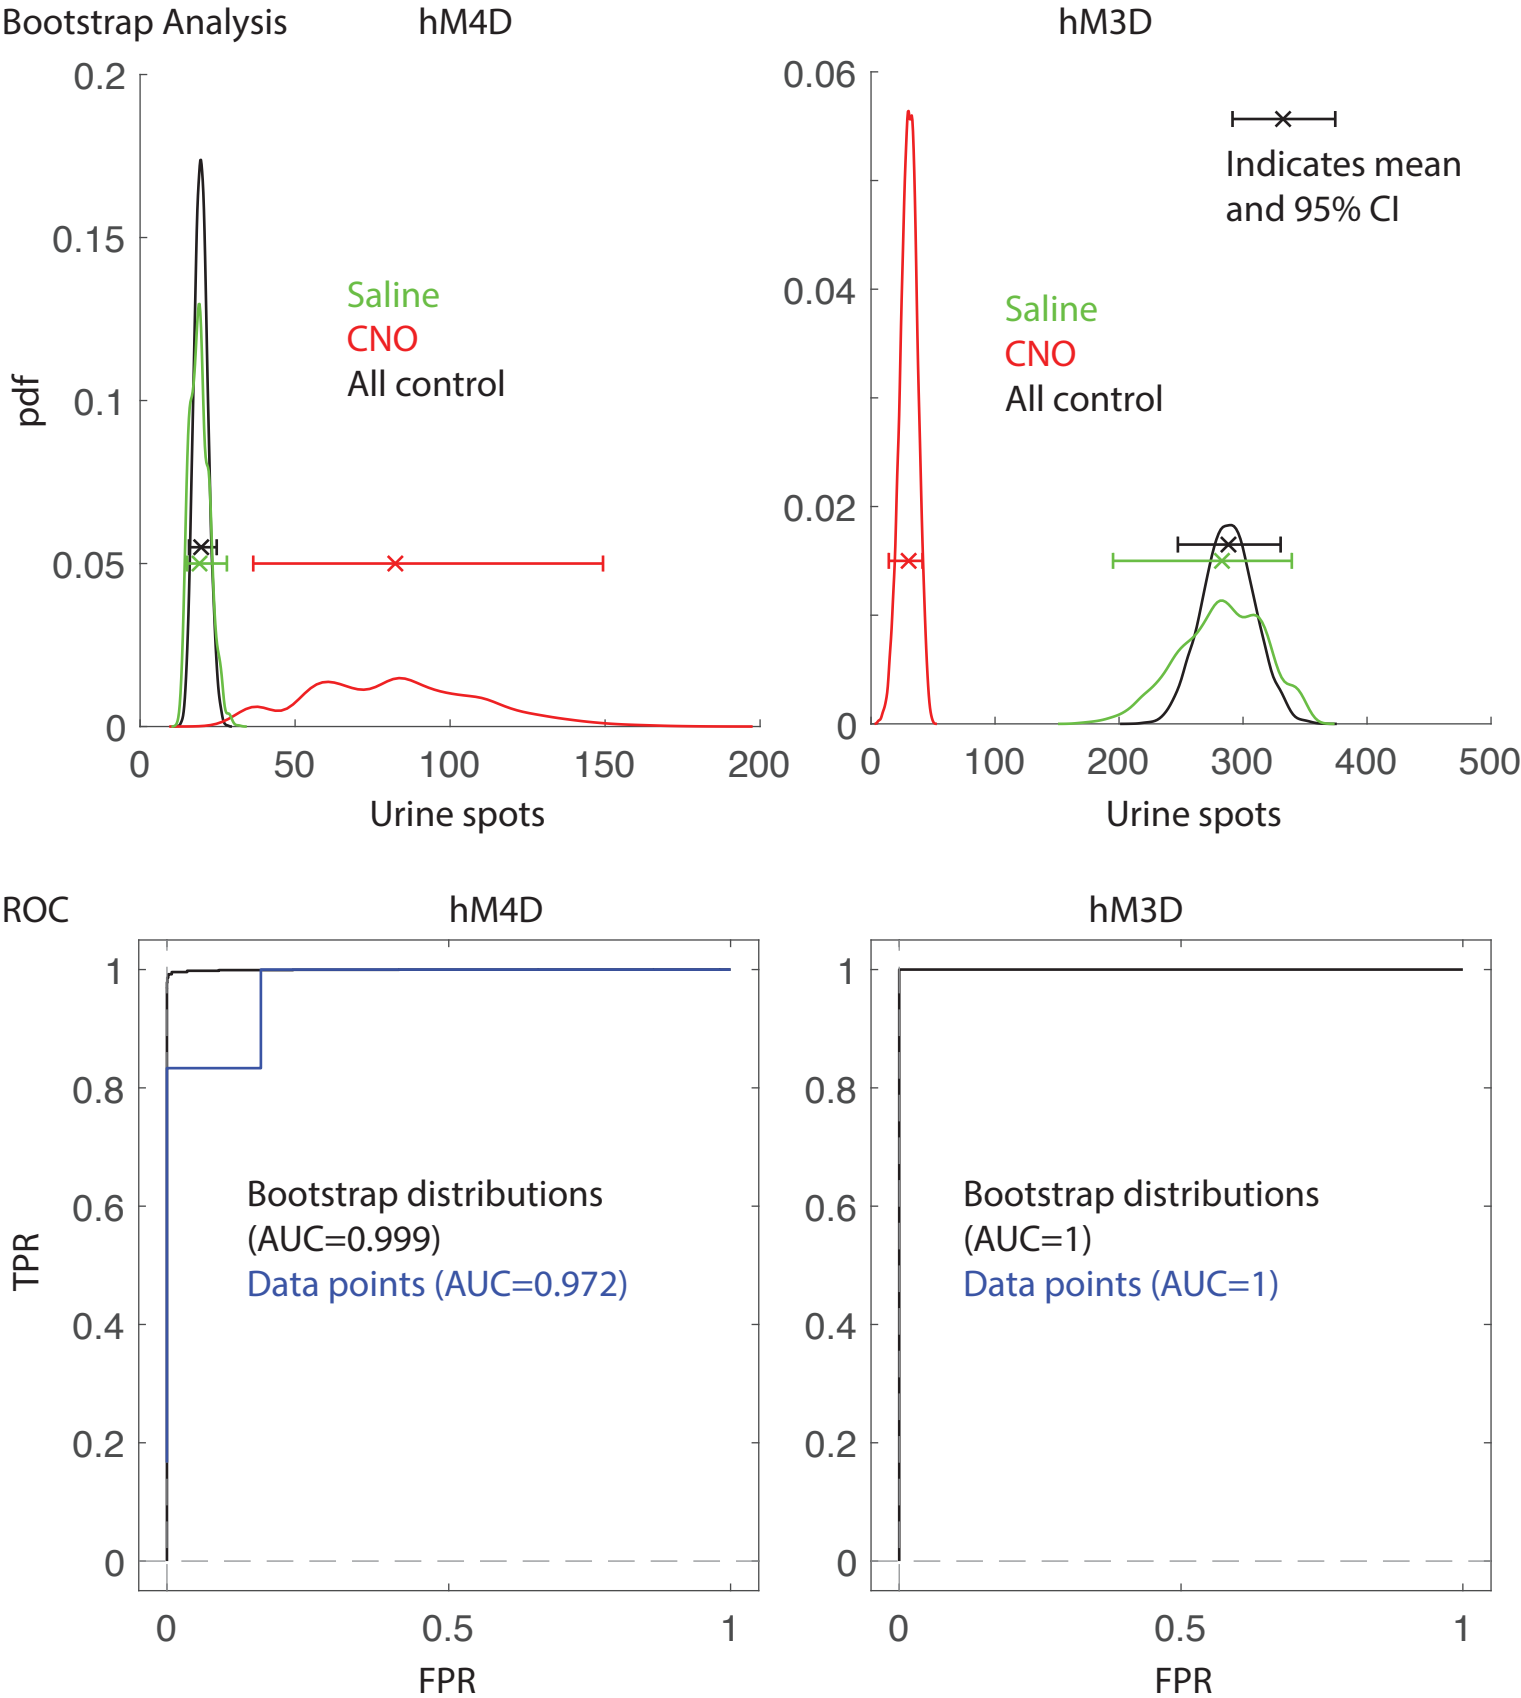 Bootstrap Analysis
hM4D
hM3D
0.2
0.15
0.1
0.05
0
pdf
Saline
CNO
All control
0
50
100
150
200
Urine spots
0.06
0.04
0.02
0
Indicates mean
and 95% CI
Saline
CNO
All control
0
100
200
300
400
500
Urine spots
ROC
hM4D
hM3D
1
0.8
0.6
0.4
0.2
0
TPR
Bootstrap distributions
(AUC=0.999)
Data points (AUC=0.972)
0
0.5
1
FPR
1
0.8
0.6
0.4
0.2
0
Bootstrap distributions
(AUC=1)
Data points (AUC=1)
0
0.5
1
FPR